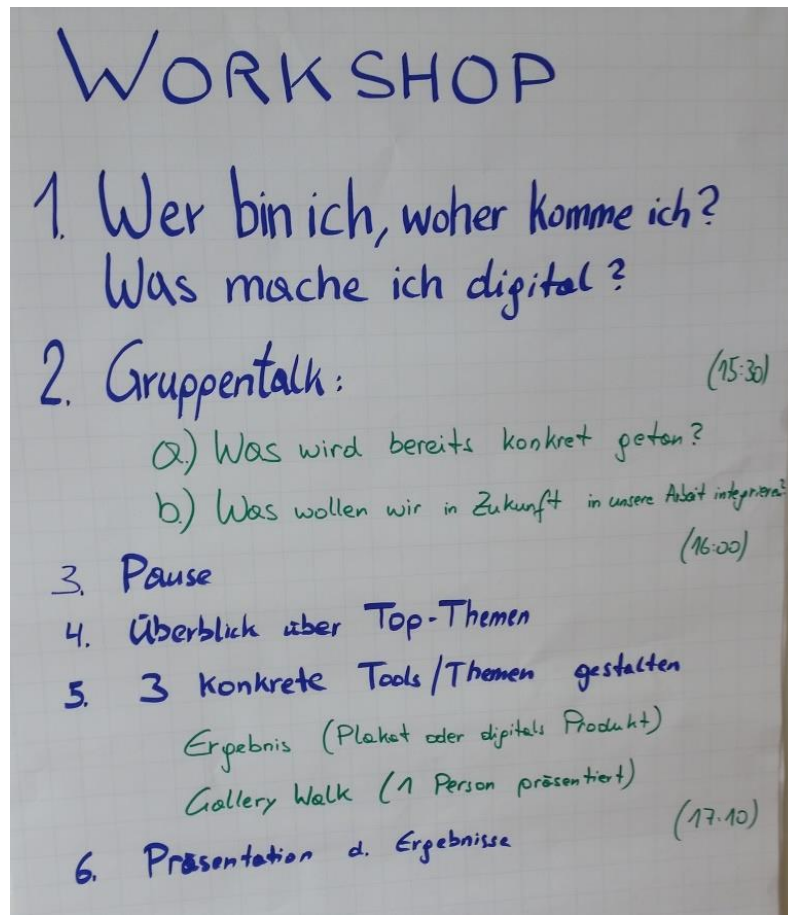 WORKSHOP
1. Wer bin ich, woher komme ich?
Was mache ich digital?
2. Gruppentalk: (15:30)
a.) Was wird bereits konkret getan?
b.) Was wollen wir in Zukunft in unsere Arbeit integrieren?
(16:00)
3. Pause
4. Überblick über Top-Themen
5. 3 konkrete Tools/Themen gestalten
Ergebnis (Plakat oder digitals Produkt)
Gallery Walk (1 Person präsentiert)
(17.10)
6. Präsentation d. Ergebnisse